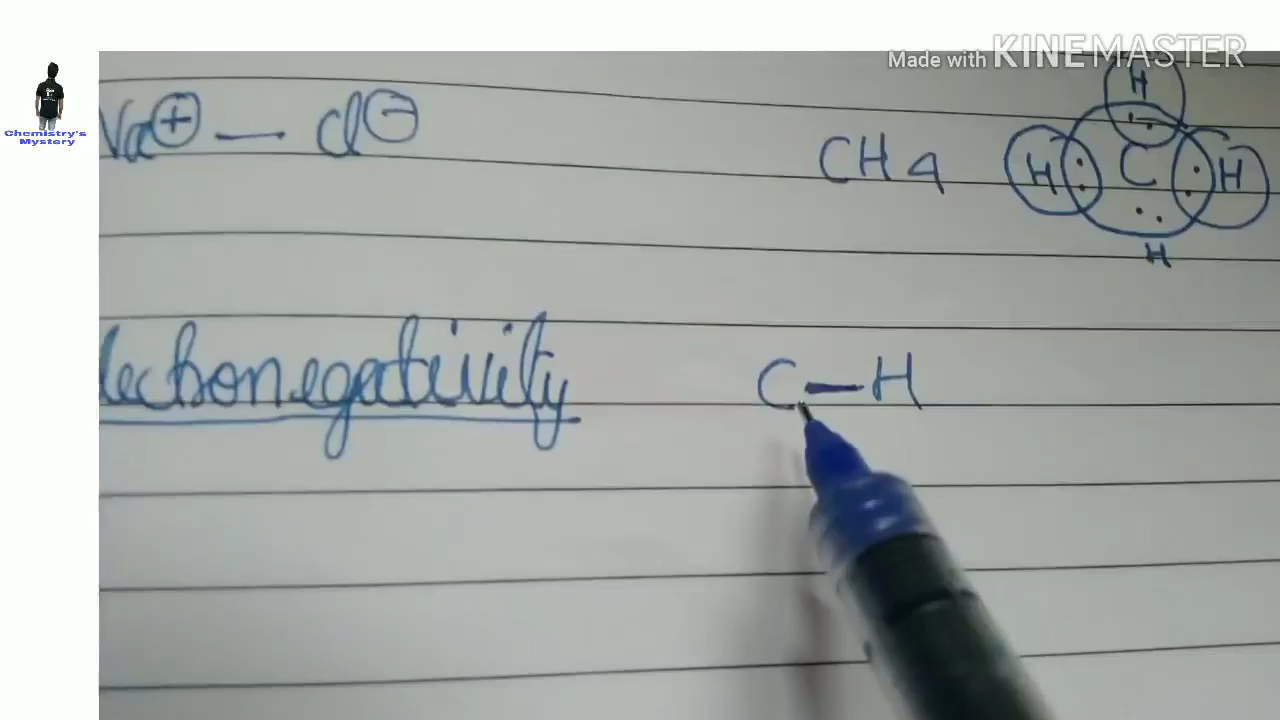 Made with KINEMASTER
Chemistry's
Mystery
Na+ — Cl-
CH4
H
H C H
H
lectronegativity
C-H